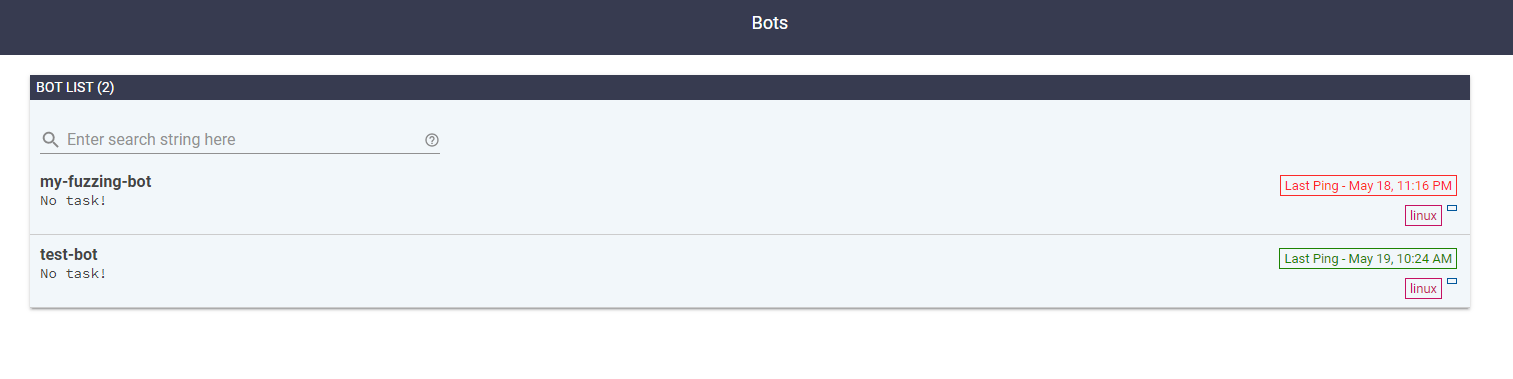 Bots
BOT LIST (2)
Enter search string here
my-fuzzing-bot
Last Ping - May 18, 11:16 PM
No task!
linux
test-bot
Last Ping - May 19, 10:24 AM
No task!
linux